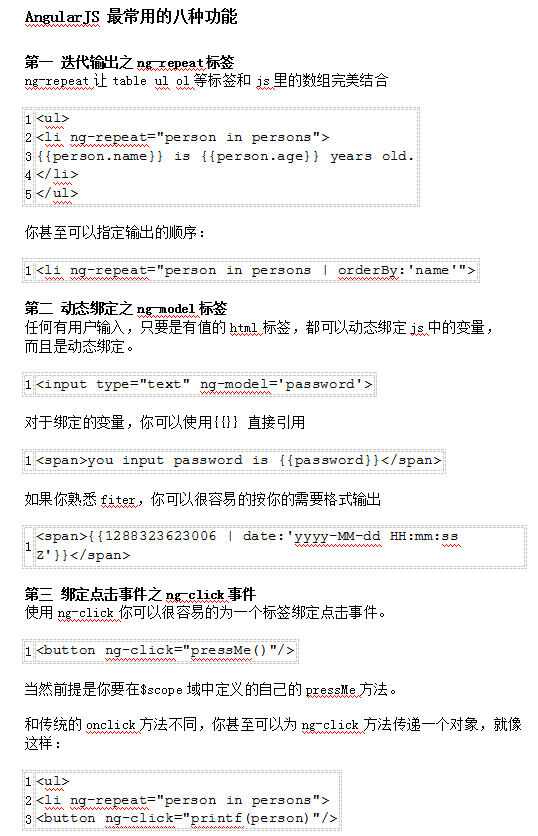 AngularJS 最常用的八种功能
第一 迭代输出之 ng-repeat 标签
ng-repeat 让 table ul ol 等标签和 js 里的数组完美结合
1 <ul>
2 <li ng-repeat="person in persons">
3 {{person.name}} is {{person.age}} years old.
4 </li>
5 </ul>
你甚至可以指定输出的顺序：
1 <li ng-repeat="person in persons | orderBy:'name'">
第二 动态绑定之 ng-model 标签
任何有用户输入，只要是有值的 html 标签，都可以动态绑定 js 中的变量，
而且是动态绑定。
1 <input type="text" ng-model='password'>
对于绑定的变量，你可以使用{{}} 直接引用
1 <span>you input password is {{password}}</span>
如果你熟悉 fiter，你可以很容易的按你的需要格式输出
1 <span>{{1288323623006 | date:'yyyy-MM-dd HH:mm:ss
Z'}}</span>
第三 绑定点击事件之 ng-click 事件
使用 ng-click 你可以很容易的为一个标签绑定点击事件。
1 <button ng-click="pressMe()"/>
当然前提是你要在$scope 域中定义的自己的 pressMe 方法。
和传统的 onclick 方法不同，你甚至可以为 ng-click 方法传递一个对象，就像
这样：
1 <ul>
2 <li ng-repeat="person in persons">
3 <button ng-click="printf(person)"/>